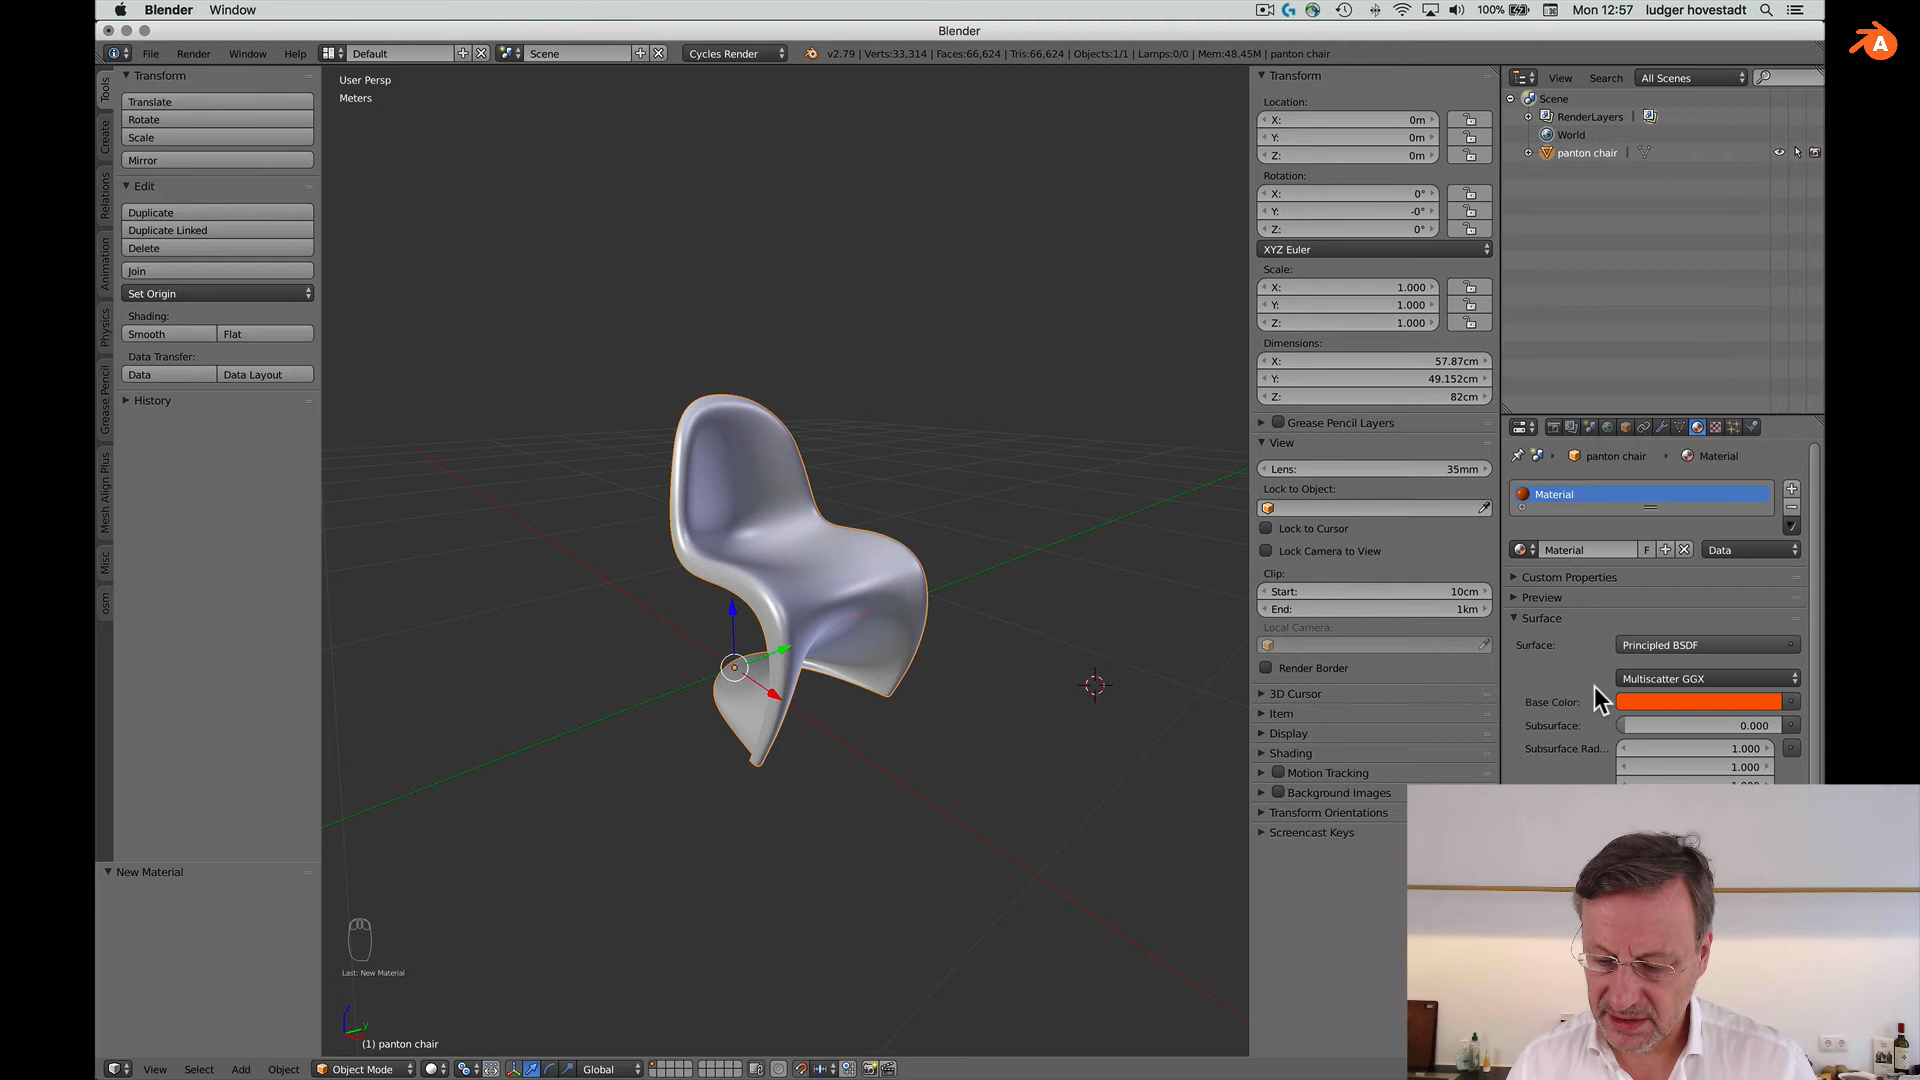 Blender Window 100% Mon 12:57 ludger hovestadt
Blender
File Render Window Help Default Scene Cycles Render v2.79 | Verts:33,314 | Faces:66,624 | Tris:66,624 | Objects:1/1 | Lamps:0/0 | Mem:48.45M | panton chair
Tools
Create
Relations
Animation
Physics
Grease Pencil
Mesh Align Plus
Misc
osm
Transform
Translate
Rotate
Scale
Mirror
Edit
Duplicate
Duplicate Linked
Delete
Join
Set Origin
Shading:
Smooth Flat
Data Transfer:
Data Data Layout
History
New Material
User Persp
Meters
Last: New Material
z
y
(1) panton chair
View Select Add Object Object Mode Global
Transform
Location:
X: 0m
Y: 0m
Z: 0m
Rotation:
X: 0°
Y: -0°
Z: 0°
XYZ Euler
Scale:
X: 1.000
Y: 1.000
Z: 1.000
Dimensions:
X: 57.87cm
Y: 49.152cm
Z: 82cm
Grease Pencil Layers
View
Lens: 35mm
Lock to Object:
Lock to Cursor
Lock Camera to View
Clip:
Start: 10cm
End: 1km
Local Camera:
Render Border
3D Cursor
Item
Display
Shading
Motion Tracking
Background Images
Transform Orientations
Screencast Keys
View Search All Scenes
Scene
RenderLayers |
World
panton chair |
panton chair Material
Material
Material F Data
Custom Properties
Preview
Surface
Surface: Principled BSDF
Multiscatter GGX
Base Color:
Subsurface: 0.000
Subsurface Rad... 1.000
1.000
A